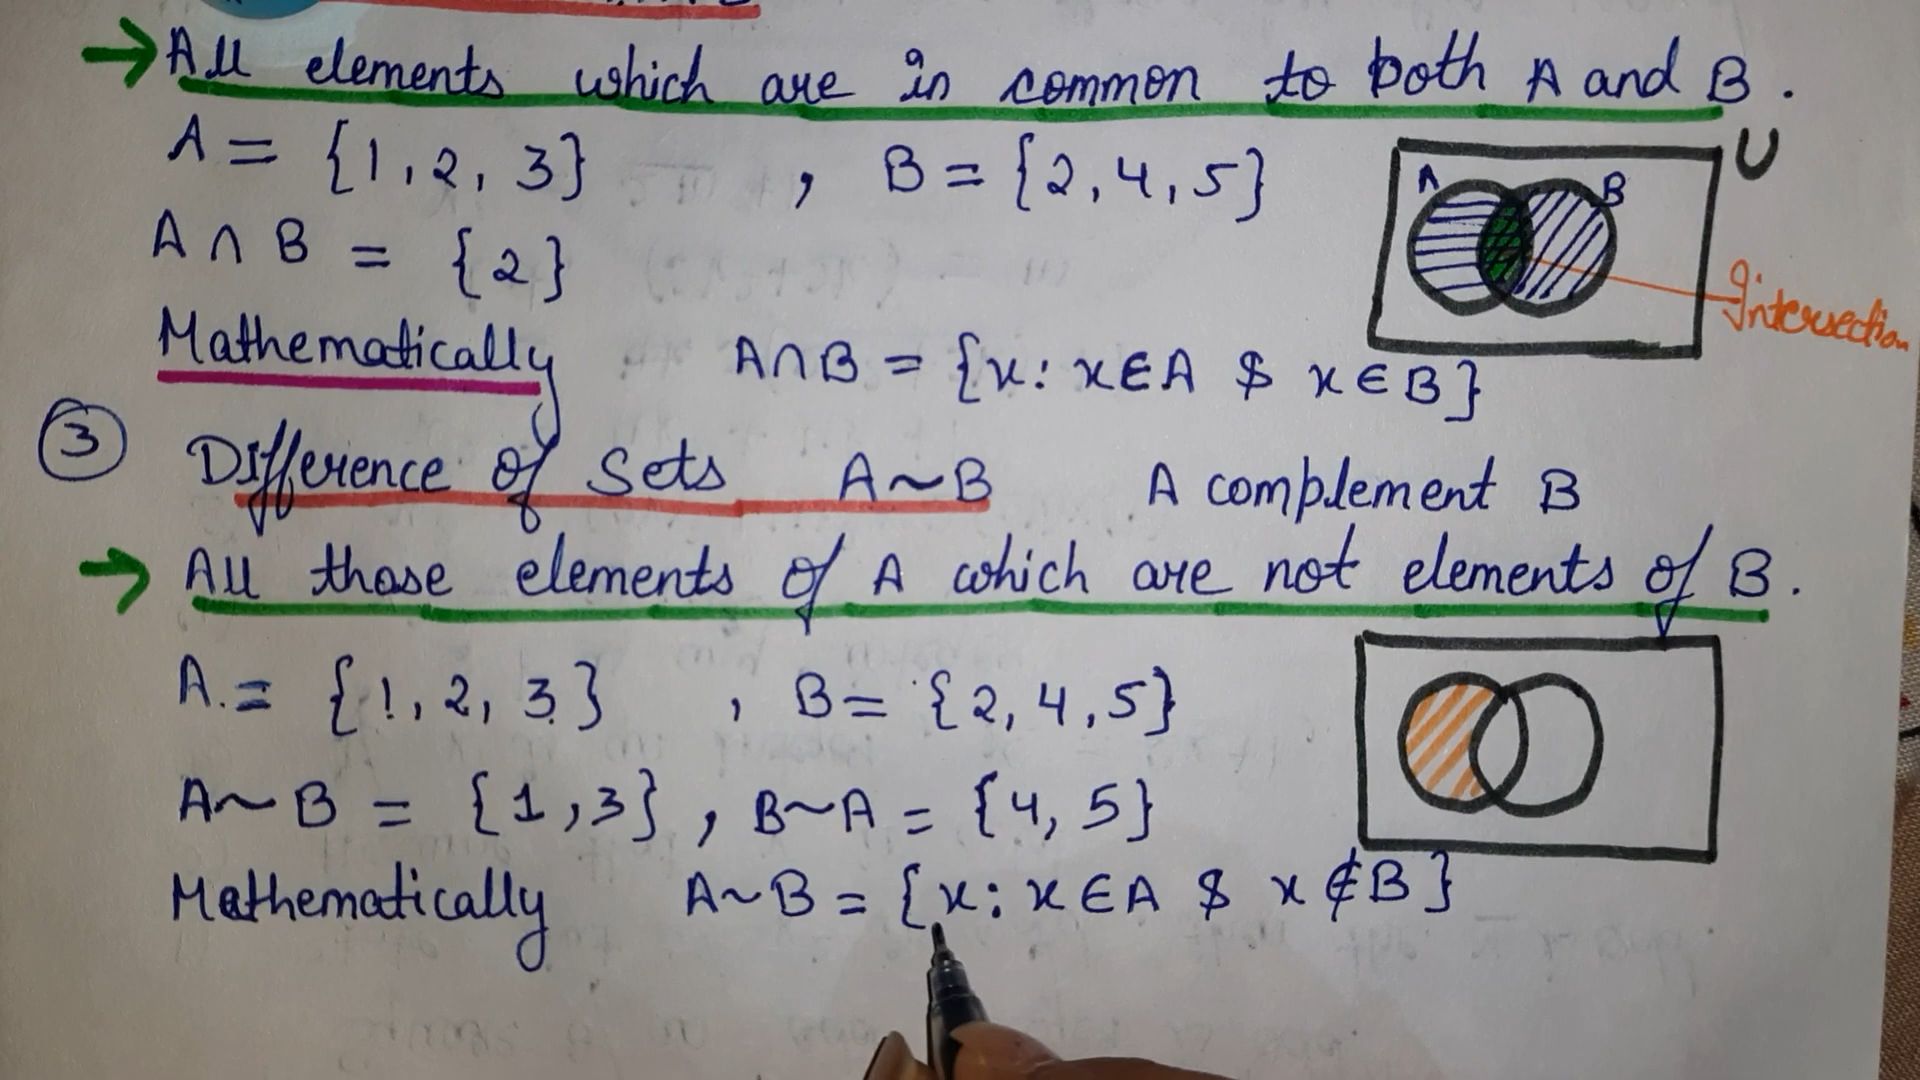 All elements which are in common to both A and B.
A = {1, 2, 3} , B = {2, 4, 5}
U
A B
A ∩ B = {2}
Intersection
Mathematically A∩B = {x: x∈A $ x∈B}
3 Difference of Sets A~B A complement B
All those elements of A which are not elements of B.
A = {1, 2, 3} , B = {2, 4, 5}
A~B = {1, 3} , B~A = {4, 5}
Mathematically A~B = {x: x∈A $ x∉B}